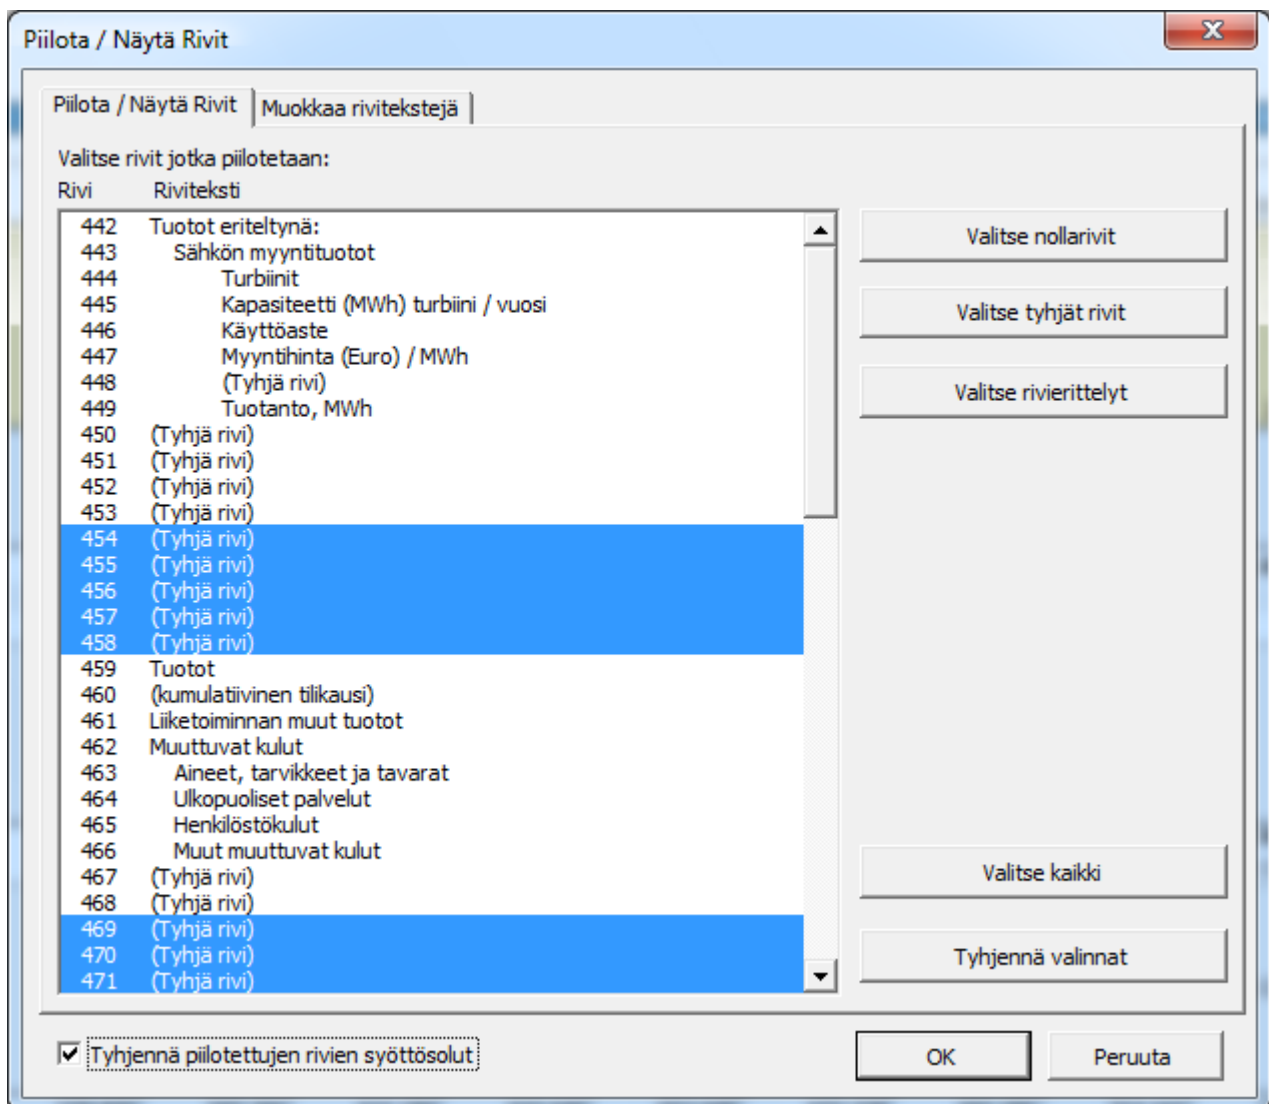 Piilota / Näytä Rivit
Piilota / Näytä Rivit Muokkaa rivitekstejä
Valitse rivit jotka piilotetaan:
Rivi Riviteksti
442 Tuotot eriteltynä:
443 Sähkön myyntituotot
444 Turbiinit
445 Kapasiteetti (MWh) turbiini / vuosi
446 Käyttöaste
447 Myyntihinta (Euro) / MWh
448 (Tyhjä rivi)
449 Tuotanto, MWh
450 (Tyhjä rivi)
451 (Tyhjä rivi)
452 (Tyhjä rivi)
453 (Tyhjä rivi)
454 (Tyhjä rivi)
455 (Tyhjä rivi)
456 (Tyhjä rivi)
457 (Tyhjä rivi)
458 (Tyhjä rivi)
459 Tuotot
460 (kumulatiivinen tilikausi)
461 Liiketoiminnan muut tuotot
462 Muuttuvat kulut
463 Aineet, tarvikkeet ja tavarat
464 Ulkopuoliset palvelut
465 Henkilöstökulut
466 Muut muuttuvat kulut
467 (Tyhjä rivi)
468 (Tyhjä rivi)
469 (Tyhjä rivi)
470 (Tyhjä rivi)
471 (Tyhjä rivi)
Valitse nollarivit
Valitse tyhjät rivit
Valitse rivierittelyt
Valitse kaikki
Tyhjennä valinnat
Tyhjennä piilotettujen rivien syöttösolut
OK
Peruuta